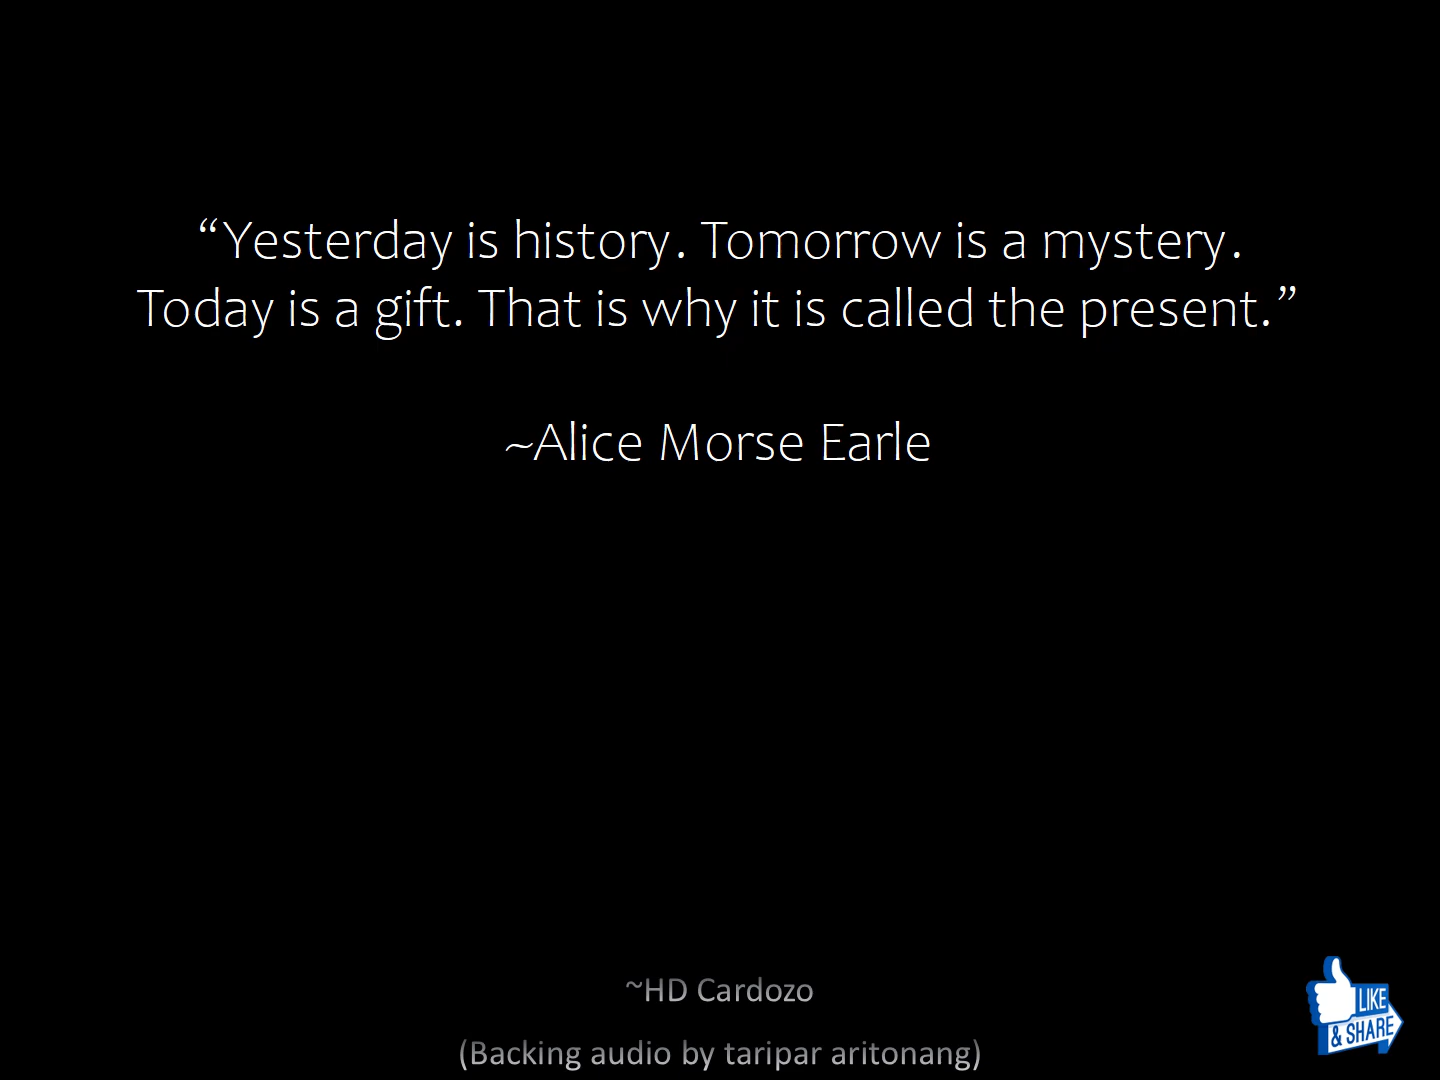 “Yesterday is history. Tomorrow is a mystery.
Today is a gift. That is why it is called the present.”
~Alice Morse Earle
~HD Cardozo
(Backing audio by taripar aritonang)
LIKE
& SHARE